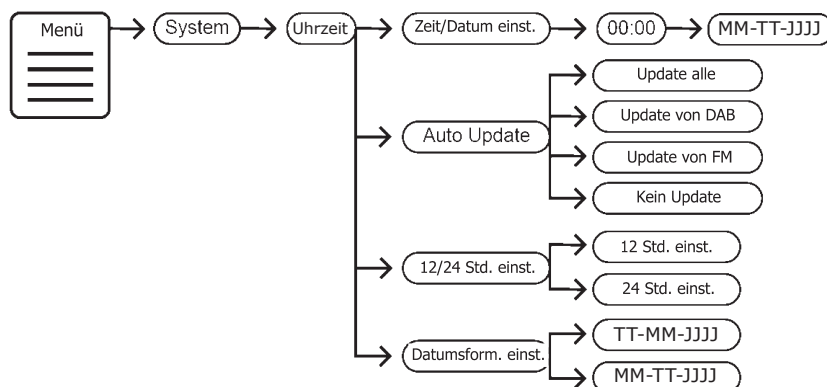 Menü
System
Uhrzeit
Zeit/Datum einst.
00:00
MM-TT-JJJJ
Auto Update
Update alle
Update von DAB
Update von FM
Kein Update
12/24 Std. einst.
12 Std. einst.
24 Std. einst.
Datumsform. einst.
TT-MM-JJJJ
MM-TT-JJJJ